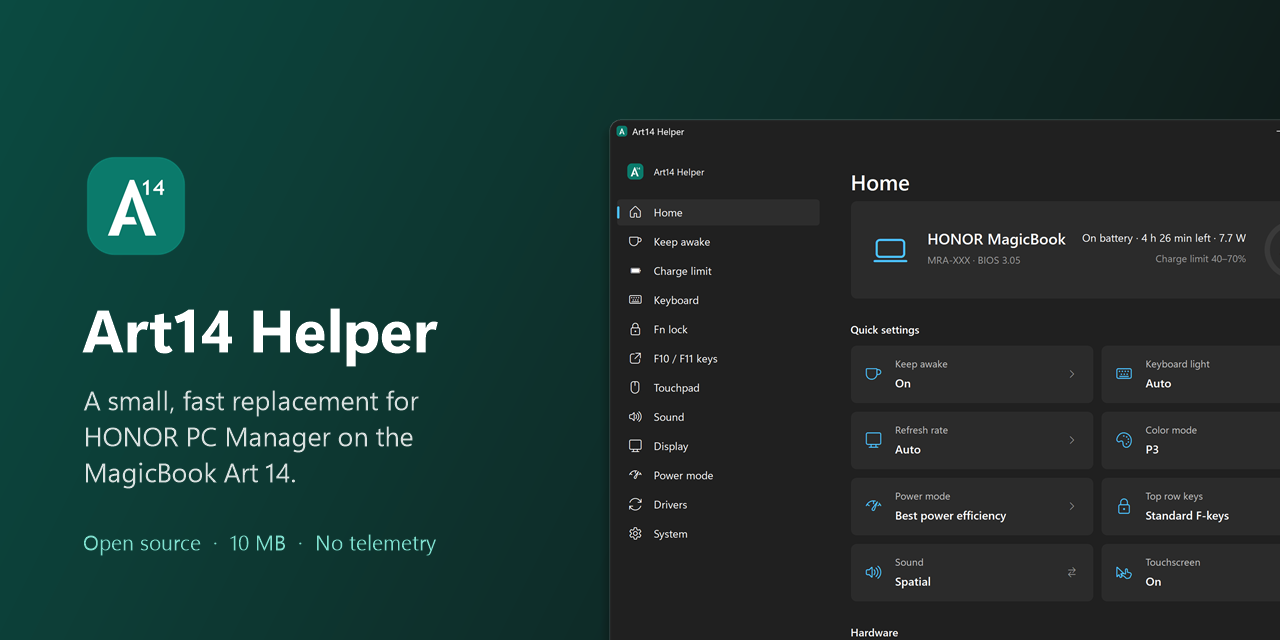 A14
Art14 Helper
A small, fast replacement for
HONOR PC Manager on the
MagicBook Art 14.
Open source · 10 MB · No telemetry
A Art14 Helper
A Art14 Helper
Home
Keep awake
Charge limit
Keyboard
Fn lock
F10 / F11 keys
Touchpad
Sound
Display
Power mode
Drivers
System
Home
HONOR MagicBook
On battery · 4 h 26 min left · 7.7 W
MRA-XXX · BIOS 3.05
Charge limit 40–70%
Quick settings
Keep awake
On
Keyboard light
Auto
Refresh rate
Auto
Color mode
P3
Power mode
Best power efficiency
Top row keys
Standard F-keys
Sound
Spatial
Touchscreen
On
Hardware